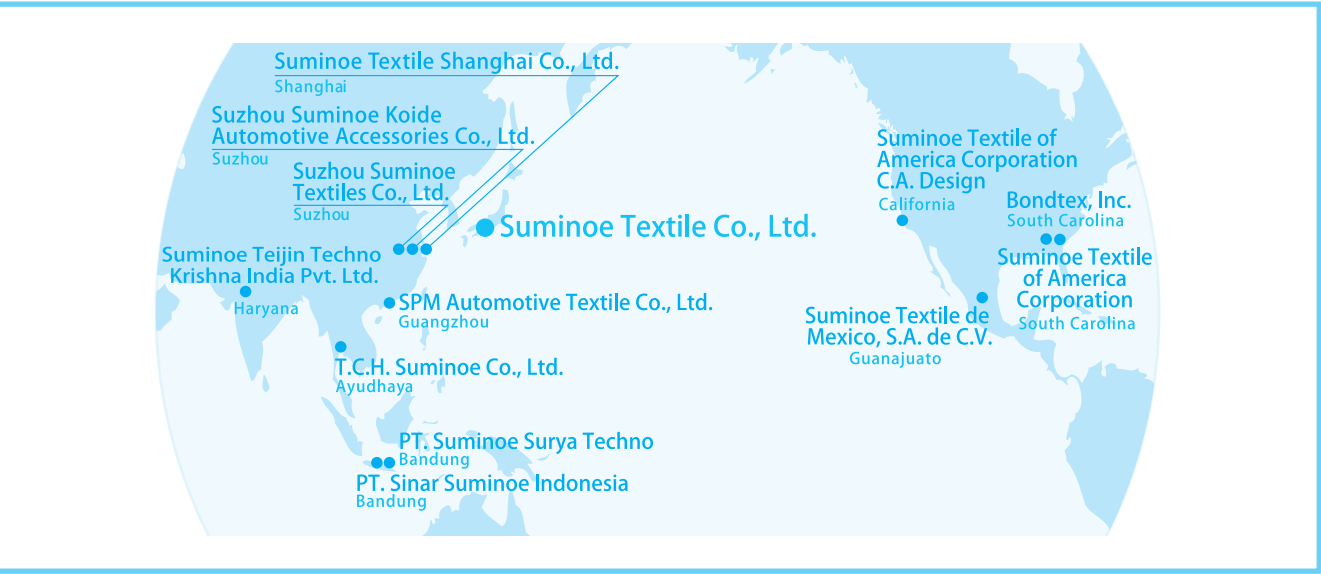 Suminoe Textile Shanghai Co., Ltd.
Shanghai
Suzhou Suminoe Koide
Automotive Accessories Co., Ltd.
Suzhou
Suzhou Suminoe
Textiles Co., Ltd.
Suzhou
Suminoe Textile Co., Ltd.
Suminoe Teijin Techno
Krishna India Pvt. Ltd.
Haryana
SPM Automotive Textile Co., Ltd.
Guangzhou
T.C.H. Suminoe Co., Ltd.
Ayudhaya
PT. Suminoe Surya Techno
Bandung
PT. Sinar Suminoe Indonesia
Bandung
Suminoe Textile of
America Corporation
C.A. Design
California
Bondtex, Inc.
South Carolina
Suminoe Textile
of America
Corporation
South Carolina
Suminoe Textile de
Mexico, S.A. de C.V.
Guanajuato